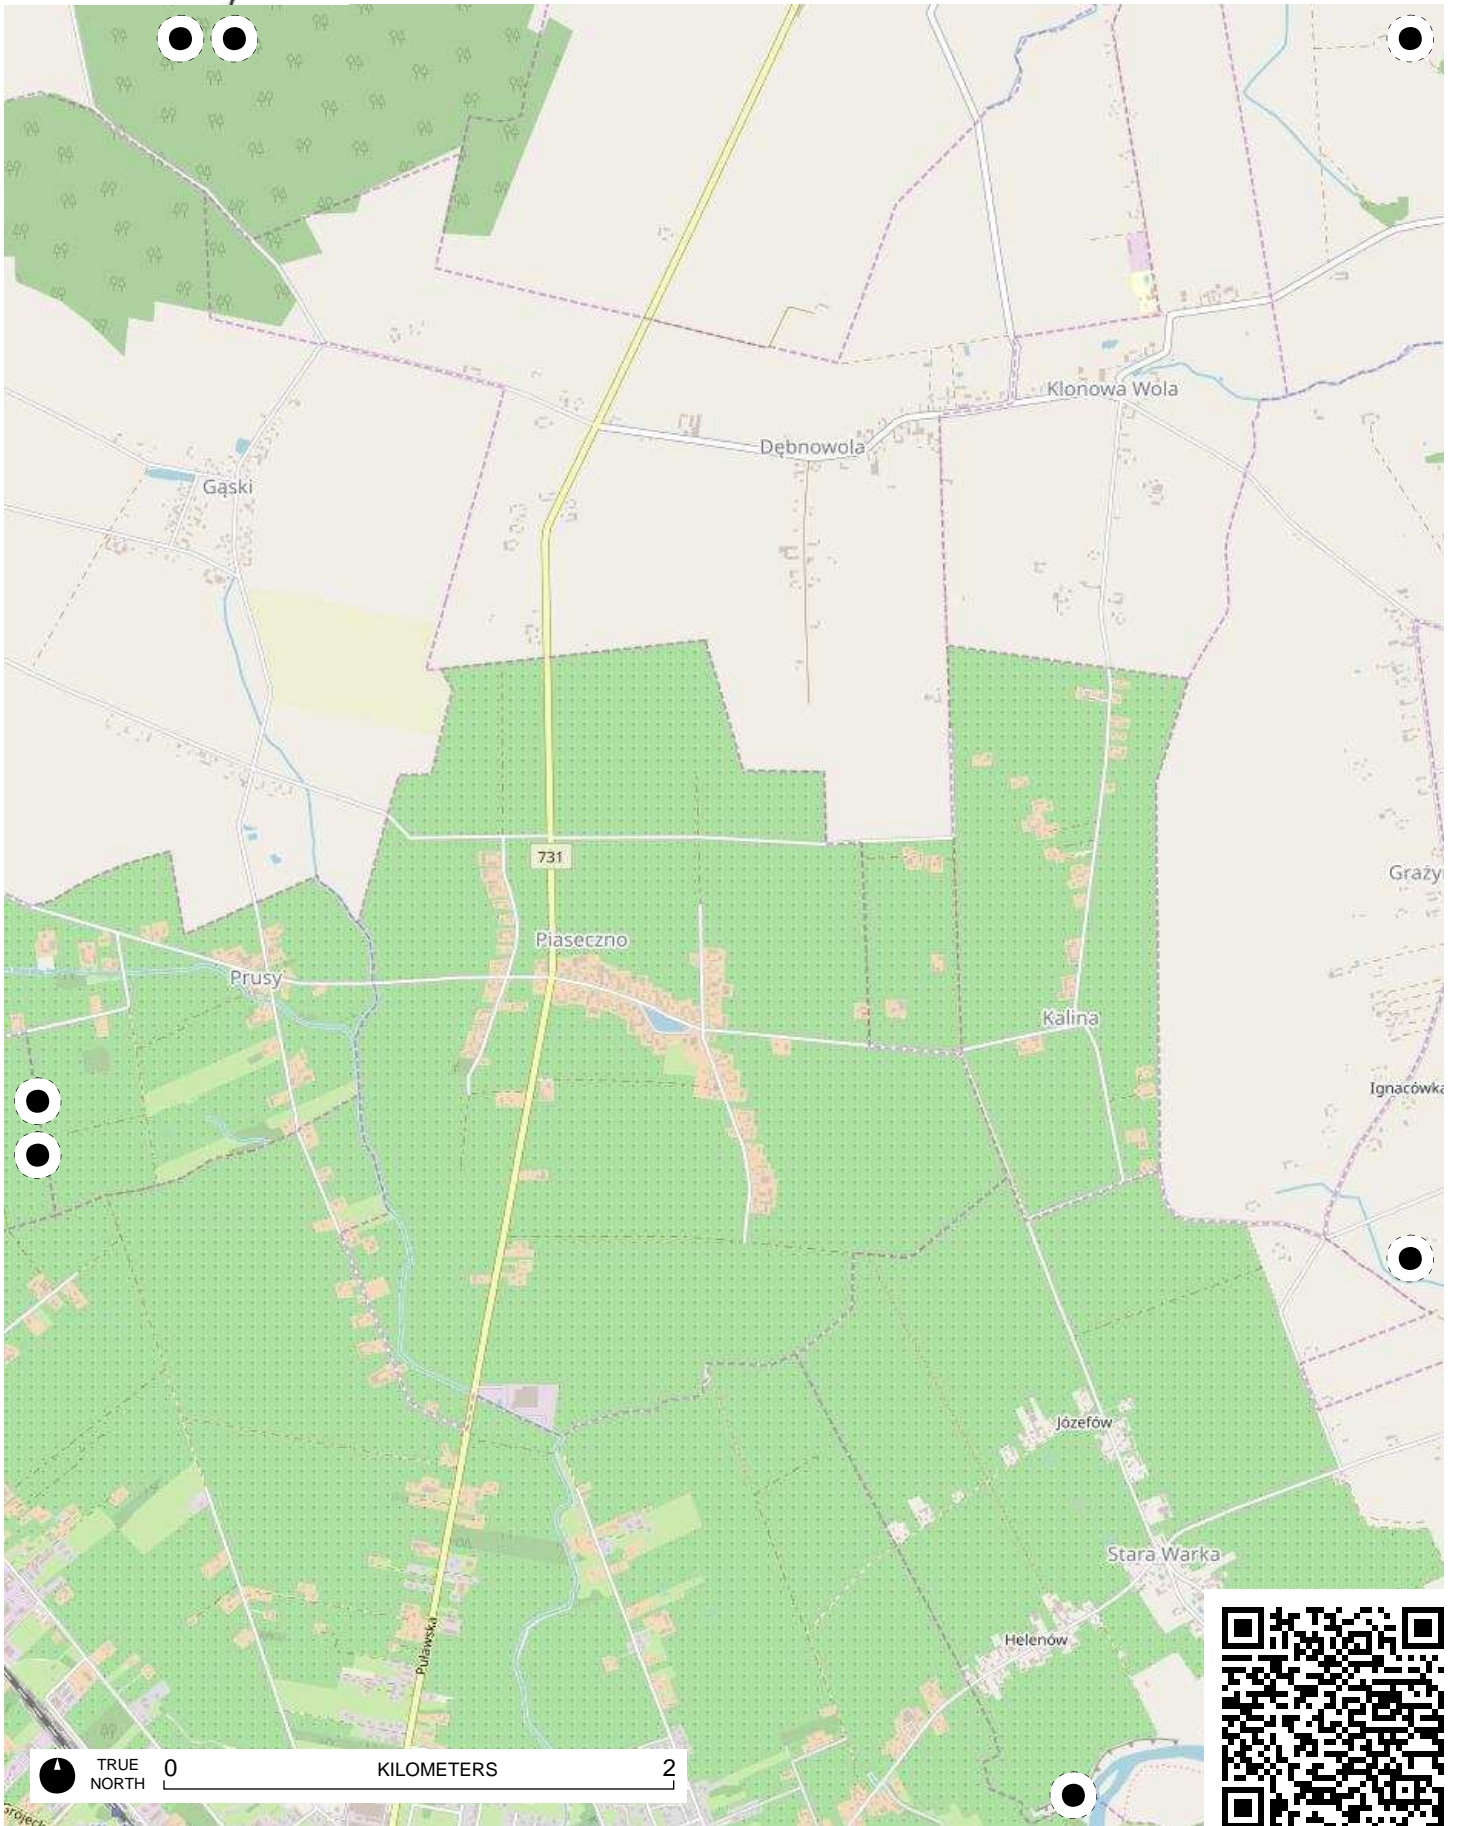 Klonowa Wola
Dębnowola
Gąski
731
Graży
Piaseczno
Prusy
Kalina
Ignacówka
Józefów
Stara Warka
Puławska
Helenów
TRUE
NORTH
0
KILOMETERS
2
Grójec